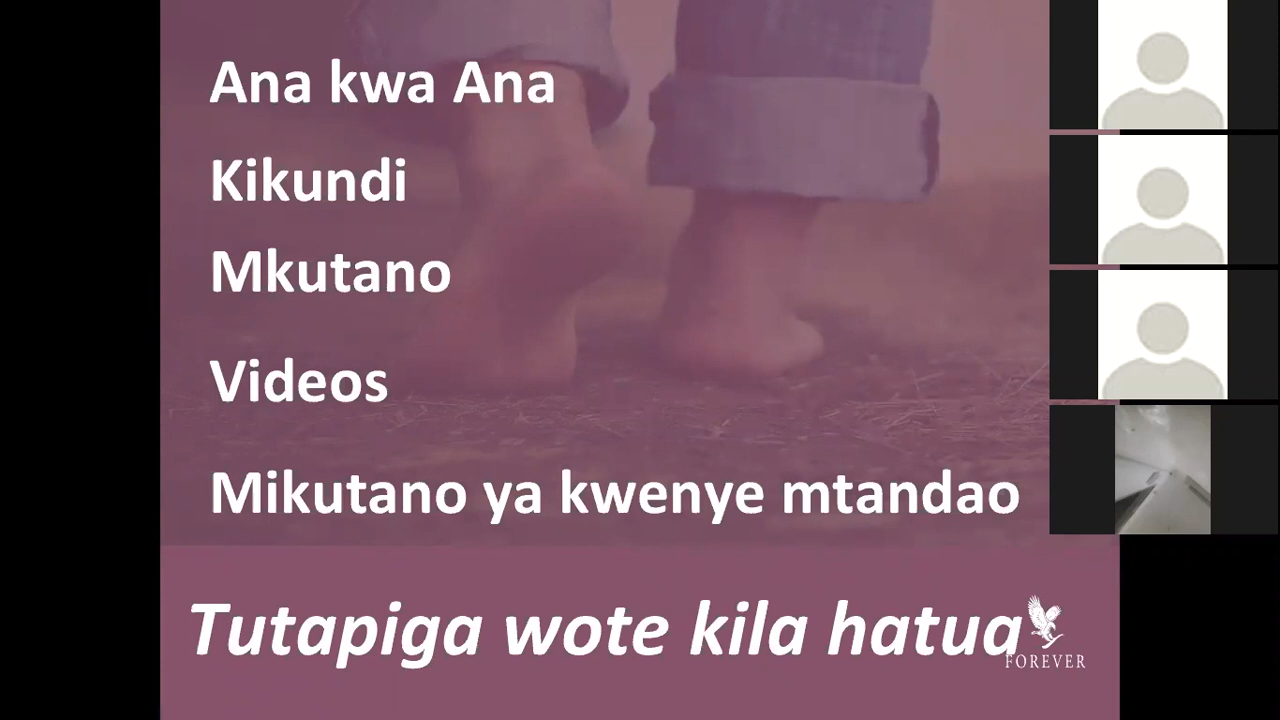 Ana kwa Ana
Kikundi
Mkutano
Videos
Mikutano ya kwenye mtandao
Tutapiga wote kila hatua
FOREVER